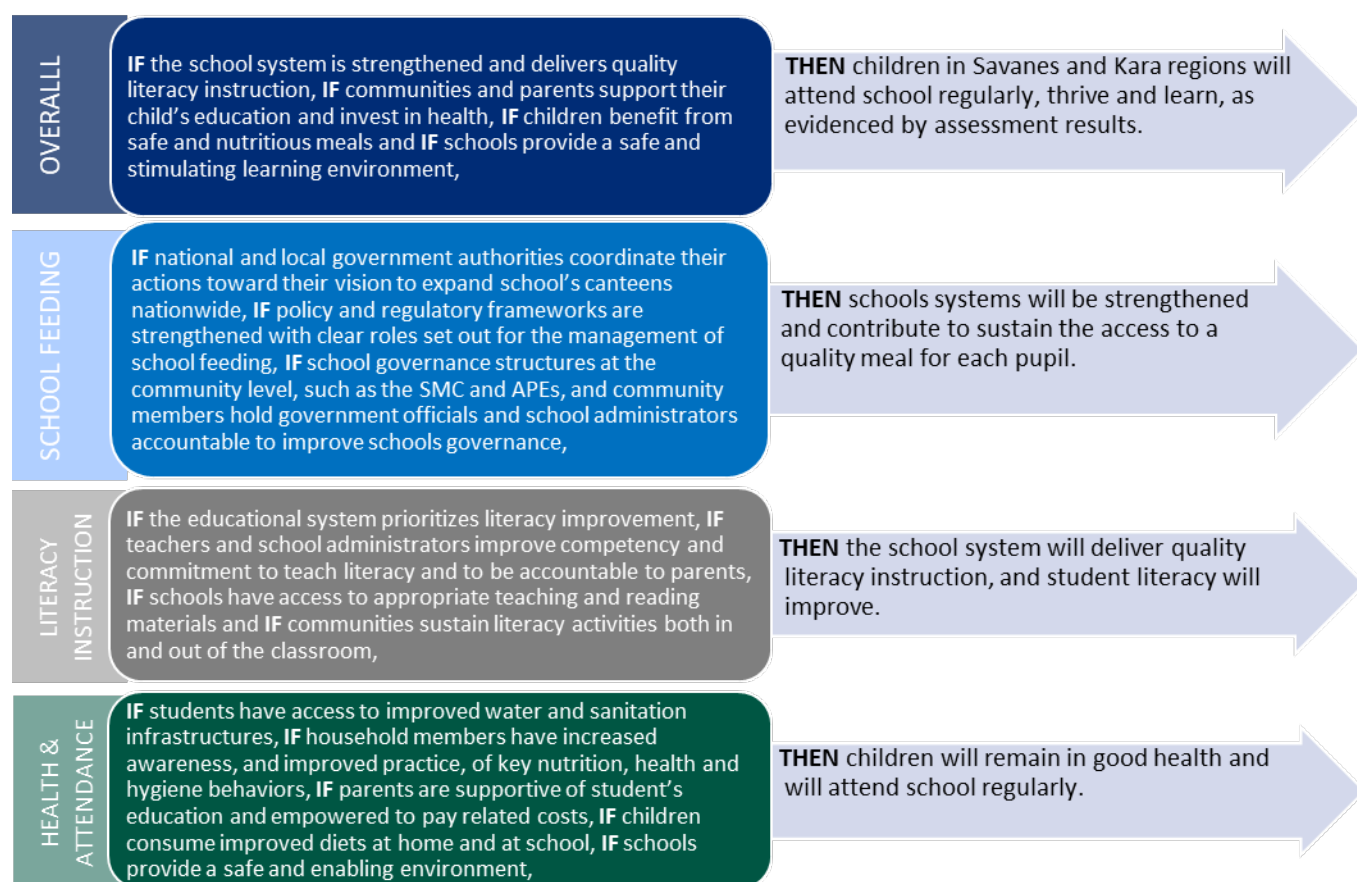 OVERALLL
IF the school system is strengthened and delivers quality
literacy instruction, IF communities and parents support their
child's education and invest in health, IF children benefit from
safe and nutritious meals and IF schools provide a safe and
stimulating learning environment,
THEN children in Savanes and Kara regions will
attend school regularly, thrive and learn, as
evidenced by assessment results.
SCHOOL FEEDING
IF national and local government authorities coordinate their
actions toward their vision to expand school's canteens
nationwide, IF policy and regulatory frameworks are
strengthened with clear roles set out for the management of
school feeding, IF school governance structures at the
community level, such as the SMC and APEs, and community
members hold government officials and school administrators
accountable to improve schools governance,
THEN schools systems will be strengthened
and contribute to sustain the access to a
quality meal for each pupil.
LITERACY
INSTRUCTION
IF the educational system prioritizes literacy improvement, IF
teachers and school administrators improve competency and
commitment to teach literacy and to be accountable to parents,
IF schools have access to appropriate teaching and reading
materials and IF communities sustain literacy activities both in
and out of the classroom,
THEN the school system will deliver quality
literacy instruction, and student literacy will
improve.
HEALTH &
ATTENDANCE
IF students have access to improved water and sanitation
infrastructures, IF household members have increased
awareness, and improved practice, of key nutrition, health and
hygiene behaviors, IF parents are supportive of student's
education and empowered to pay related costs, IF children
consume improved diets at home and at school, IF schools
provide a safe and enabling environment,
THEN children will remain in good health and
will attend school regularly.